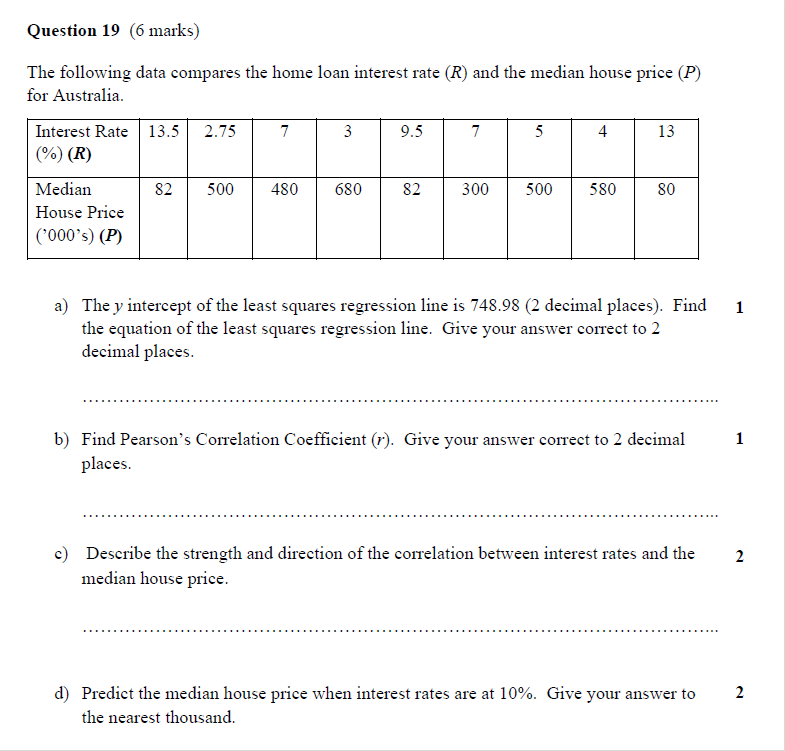 Question 19 (6 marks)
The following data compares the home loan interest rate (R) and the median house price (P)
for Australia.
Interest Rate 13.5 2.75 7 3 9.5 7 5 4 13
(%) (R)
Median 82 500 480 680 82 300 500 580 80
House Price
('000's) (P)
a) The y intercept of the least squares regression line is 748.98 (2 decimal places). Find 1
the equation of the least squares regression line. Give your answer correct to 2
decimal places.
b) Find Pearson's Correlation Coefficient (r). Give your answer correct to 2 decimal 1
places.
c) Describe the strength and direction of the correlation between interest rates and the 2
median house price.
d) Predict the median house price when interest rates are at 10%. Give your answer to 2
the nearest thousand.